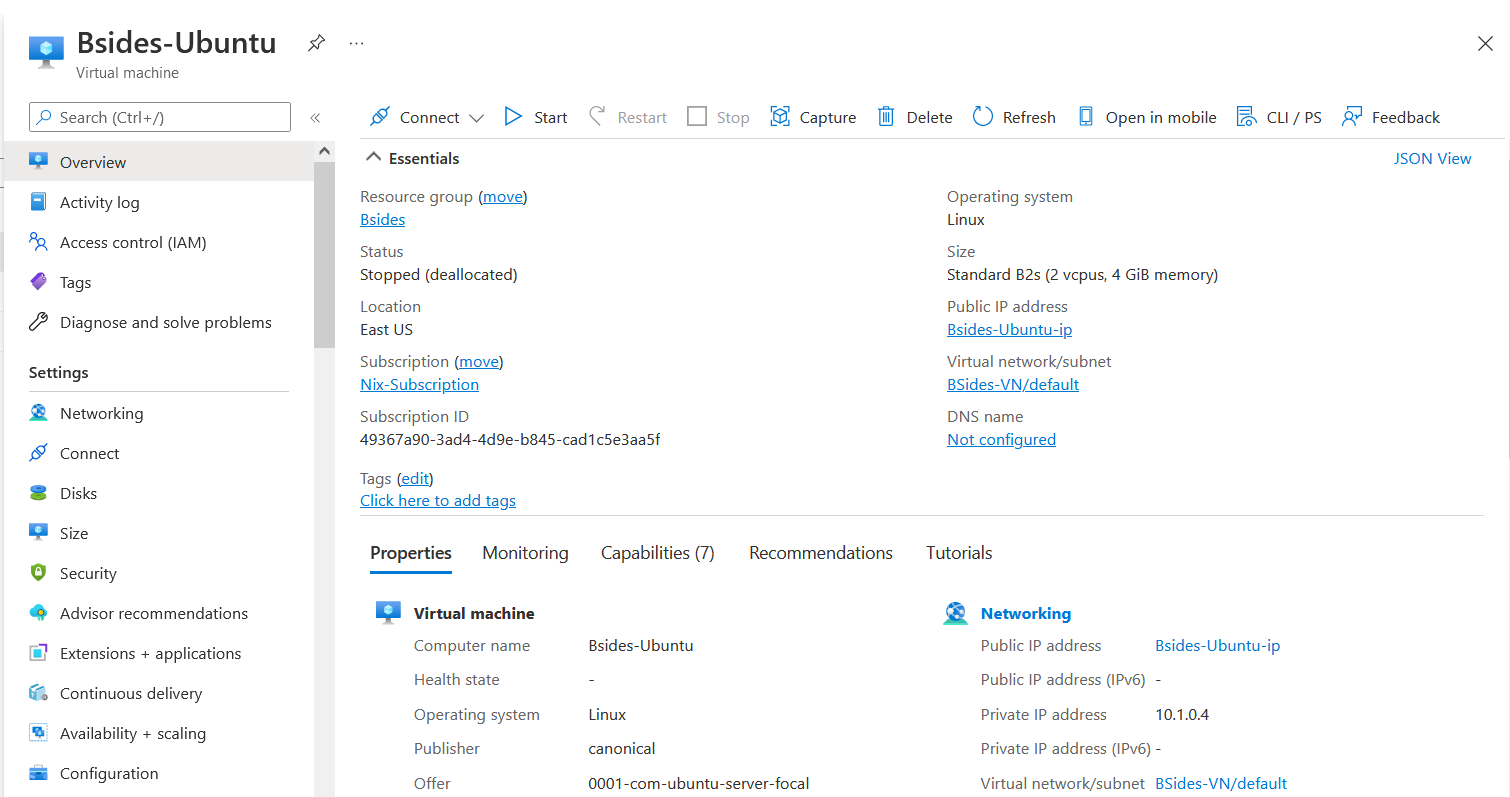 Bsides-Ubuntu
Virtual machine
Search (Ctrl+/)
Overview
Activity log
Access control (IAM)
Tags
Diagnose and solve problems
Settings
Networking
Connect
Disks
Size
Security
Advisor recommendations
Extensions + applications
Continuous delivery
Availability + scaling
Configuration
Connect Start Restart Stop Capture Delete Refresh Open in mobile CLI / PS Feedback
Essentials
JSON View
Resource group (move)
Bsides
Status
Stopped (deallocated)
Location
East US
Subscription (move)
Nix-Subscription
Subscription ID
49367a90-3ad4-4d9e-b845-cad1c5e3aa5f
Operating system
Linux
Size
Standard B2s (2 vcpus, 4 GiB memory)
Public IP address
Bsides-Ubuntu-ip
Virtual network/subnet
BSides-VN/default
DNS name
Not configured
Tags (edit)
Click here to add tags
Properties Monitoring Capabilities (7) Recommendations Tutorials
Virtual machine
Computer name Bsides-Ubuntu
Health state -
Operating system Linux
Publisher canonical
Offer 0001-com-ubuntu-server-focal
Networking
Public IP address Bsides-Ubuntu-ip
Public IP address (IPv6) -
Private IP address 10.1.0.4
Private IP address (IPv6) -
Virtual network/subnet BSides-VN/default